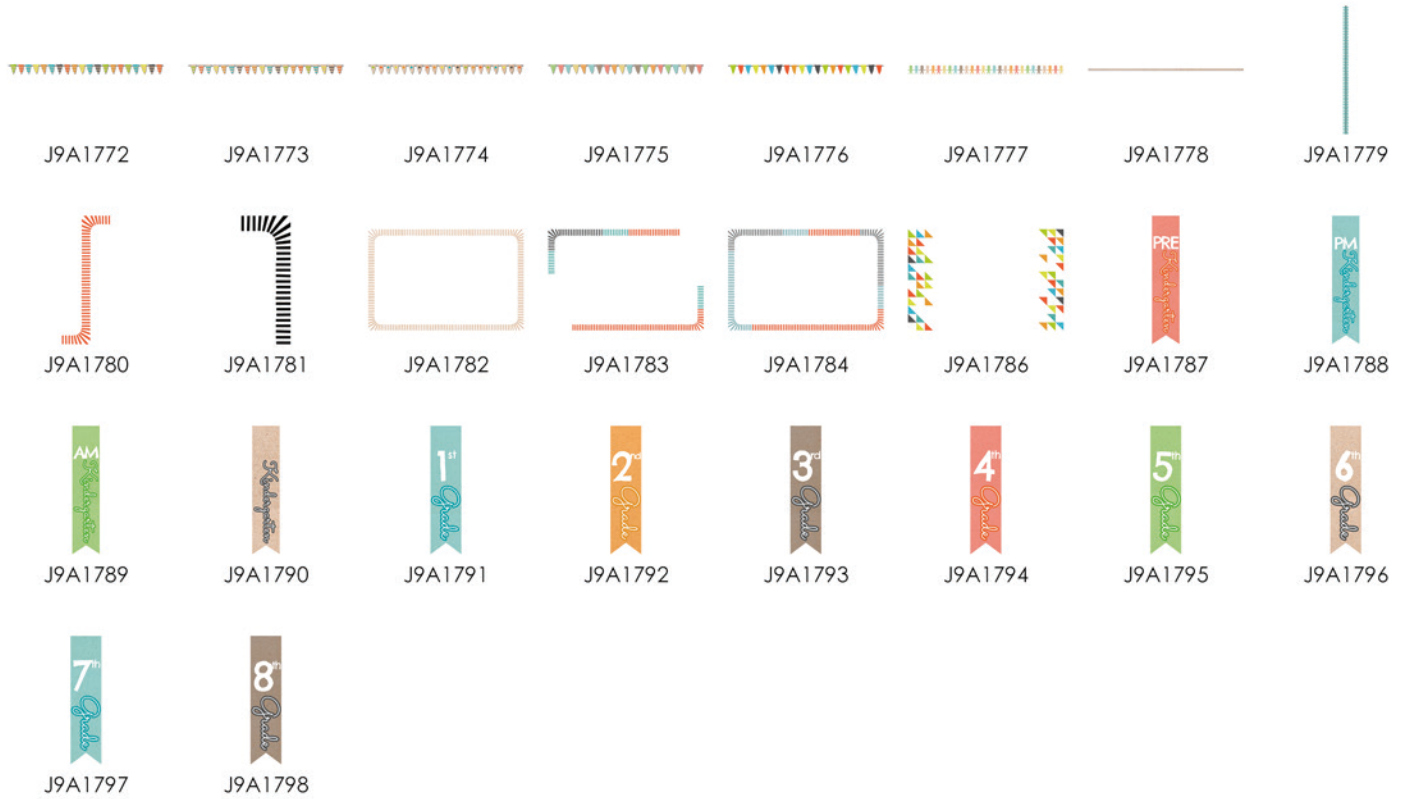 J9A1772 J9A1773 J9A1774 J9A1775 J9A1776 J9A1777 J9A1778 J9A1779
PRE Kindergarten
PM Kindergarten
J9A1780 J9A1781 J9A1782 J9A1783 J9A1784 J9A1786 J9A1787 J9A1788
AM Kindergarten
Kindergarten
1st Grade
2nd Grade
3rd Grade
4th Grade
5th Grade
6th Grade
J9A1789 J9A1790 J9A1791 J9A1792 J9A1793 J9A1794 J9A1795 J9A1796
7th Grade
8th Grade
J9A1797 J9A1798